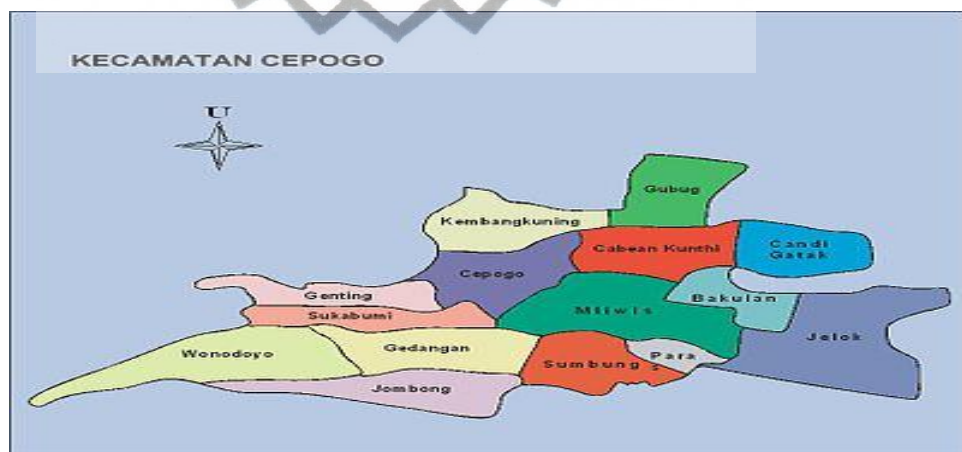 KECAMATAN CEPOGO
U
Gubug
Kembangkuning
Cabean Kunthi
Candi
Gatak
Cepogo
Genting
Bakulan
Sukabumi
Mliwis
Jelok
Wonodoyo
Gedangan
Sumbung
Para
s
Jombong